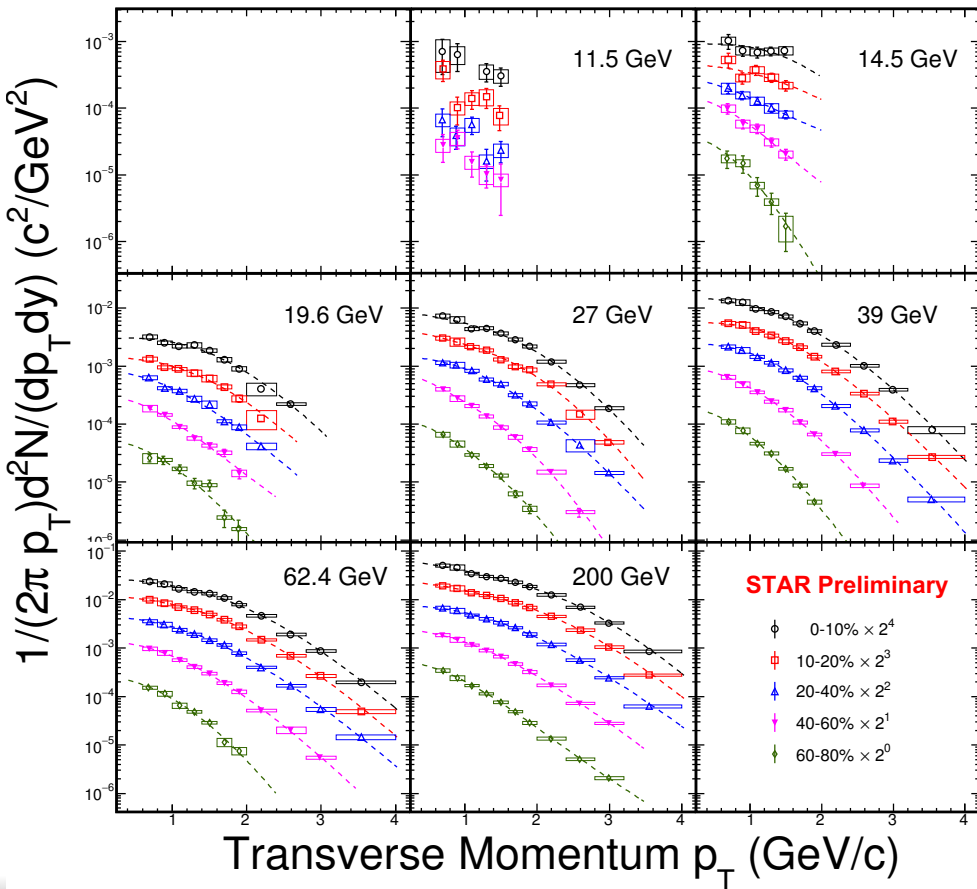 1/(2π p_T)d²N/(dp_Tdy) (c²/GeV²)
10⁻³
10⁻⁴
10⁻⁵
10⁻⁶
11.5 GeV
14.5 GeV
10⁻²
10⁻³
10⁻⁴
10⁻⁵
10⁻⁶
19.6 GeV
27 GeV
39 GeV
10⁻¹
10⁻²
10⁻³
10⁻⁴
10⁻⁵
10⁻⁶
62.4 GeV
200 GeV
STAR Preliminary
0-10% × 2⁴
10-20% × 2³
20-40% × 2²
40-60% × 2¹
60-80% × 2⁰
1 2 3 4 1 2 3 4 1 2 3 4
Transverse Momentum p_T (GeV/c)